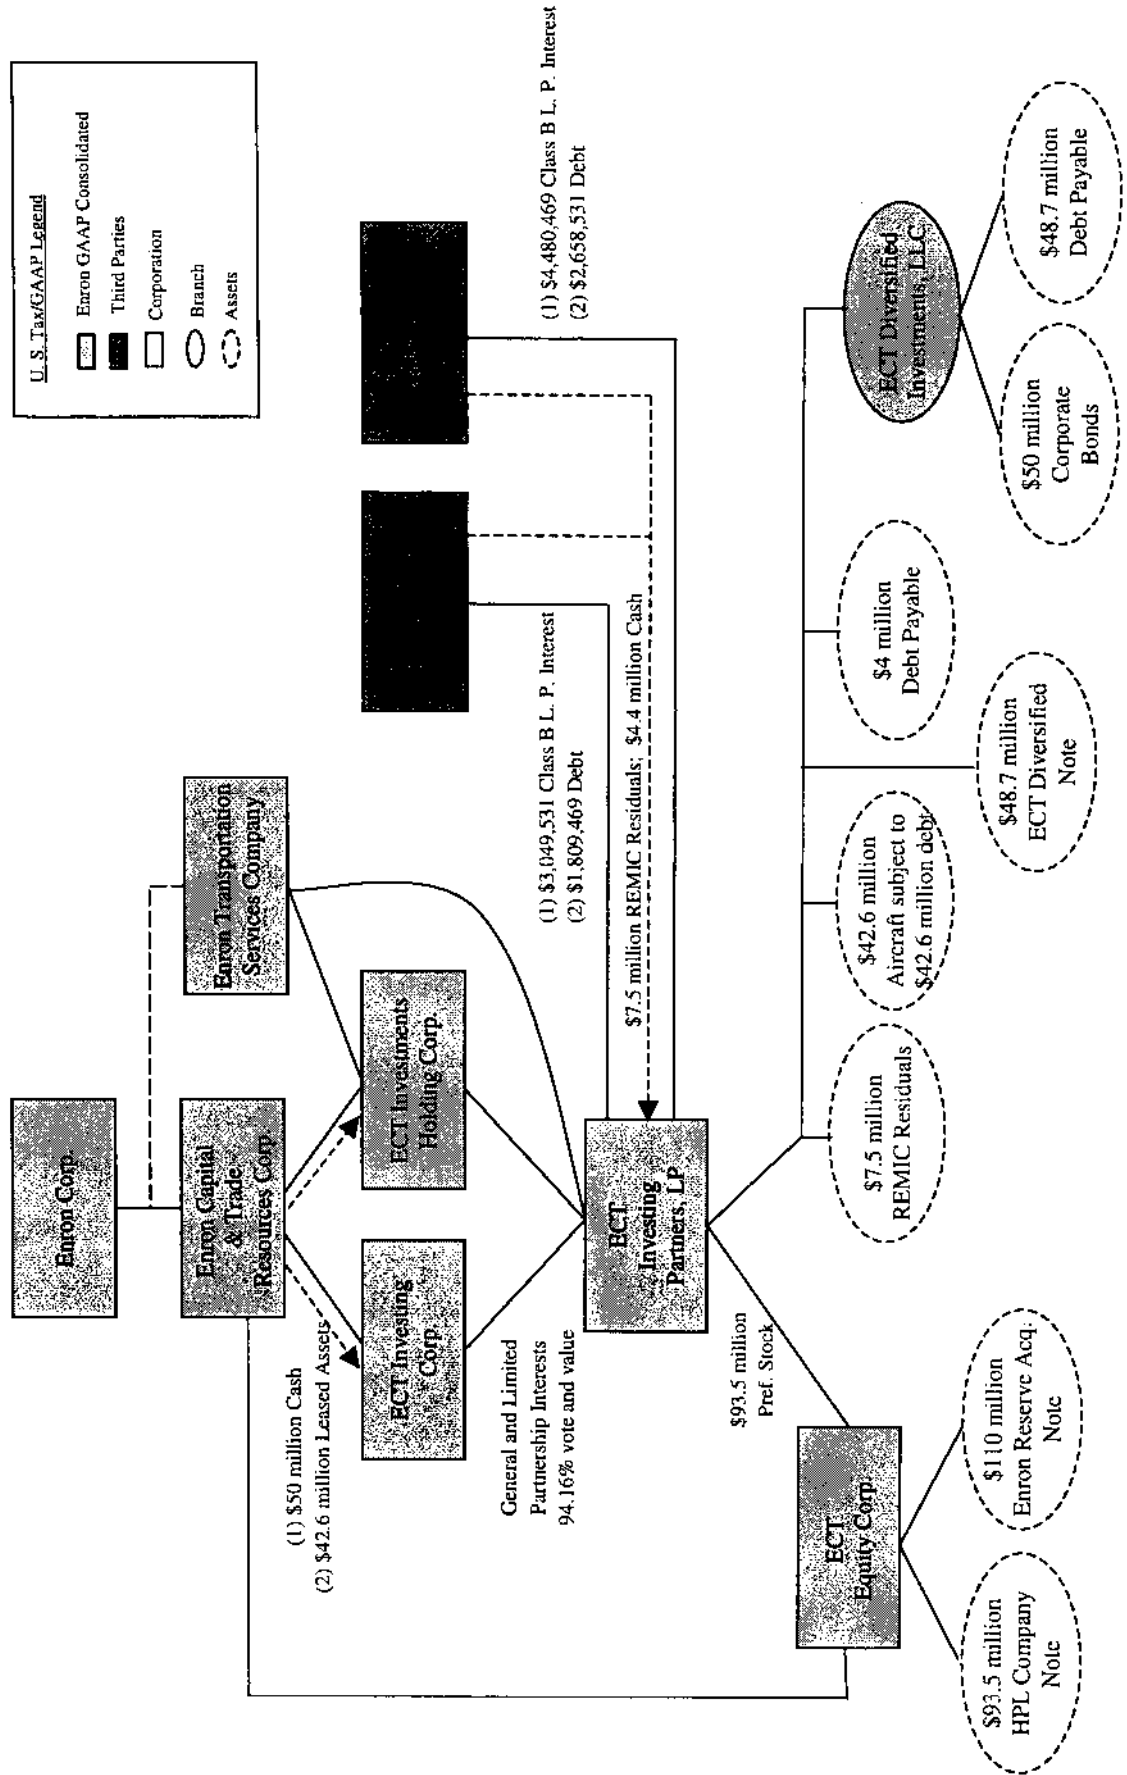 U. S. Tax/GAAP Legend
Enron GAAP Consolidated
Third Parties
Corporation
Branch
Assets
Enron Corp.
Enron Capital
& Trade
Resources Corp.
Enron Transportation
Services Company
(1) $50 million Cash
(2) $42.6 million Leased Assets
ECT Investing
Corp.
ECT Investments
Holding Corp.
General and Limited
Partnership Interests
94.16% vote and value
(1) $3,049,531 Class B L. P. Interest
(2) $1,809,469 Debt
(1) $4,480,469 Class B L. P. Interest
(2) $2,658,531 Debt
$7.5 million REMIC Residuals; $4.4 million Cash
ECT
Investing
Partners, LP
$93.5 million
Pref. Stock
ECT
Equity Corp.
$93.5 million
HPL Company
Note
$110 million
Enron Reserve Acq.
Note
$7.5 million
REMIC Residuals
$42.6 million
Aircraft subject to
$42.6 million debt
$48.7 million
ECT Diversified
Note
$4 million
Debt Payable
ECT Diversified
Investments, LLC
$50 million
Corporate
Bonds
$48.7 million
Debt Payable